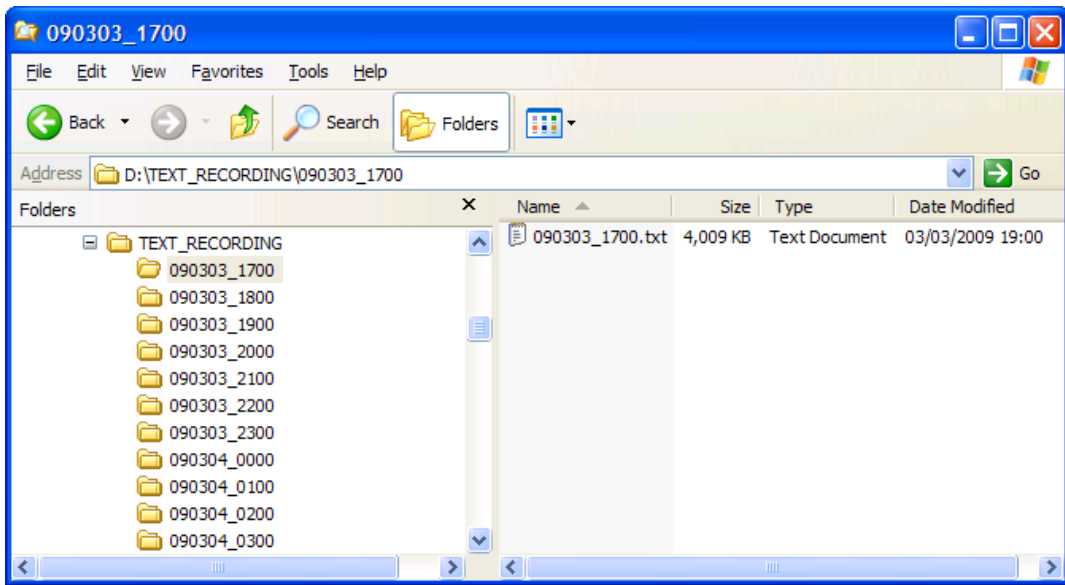 090303_1700
File Edit View Favorites Tools Help
Back Search Folders
Address D:\TEXT_RECORDING\090303_1700 Go
Folders x Name Size Type Date Modified
TEXT_RECORDING 090303_1700.txt 4,009 KB Text Document 03/03/2009 19:00
090303_1700
090303_1800
090303_1900
090303_2000
090303_2100
090303_2200
090303_2300
090304_0000
090304_0100
090304_0200
090304_0300